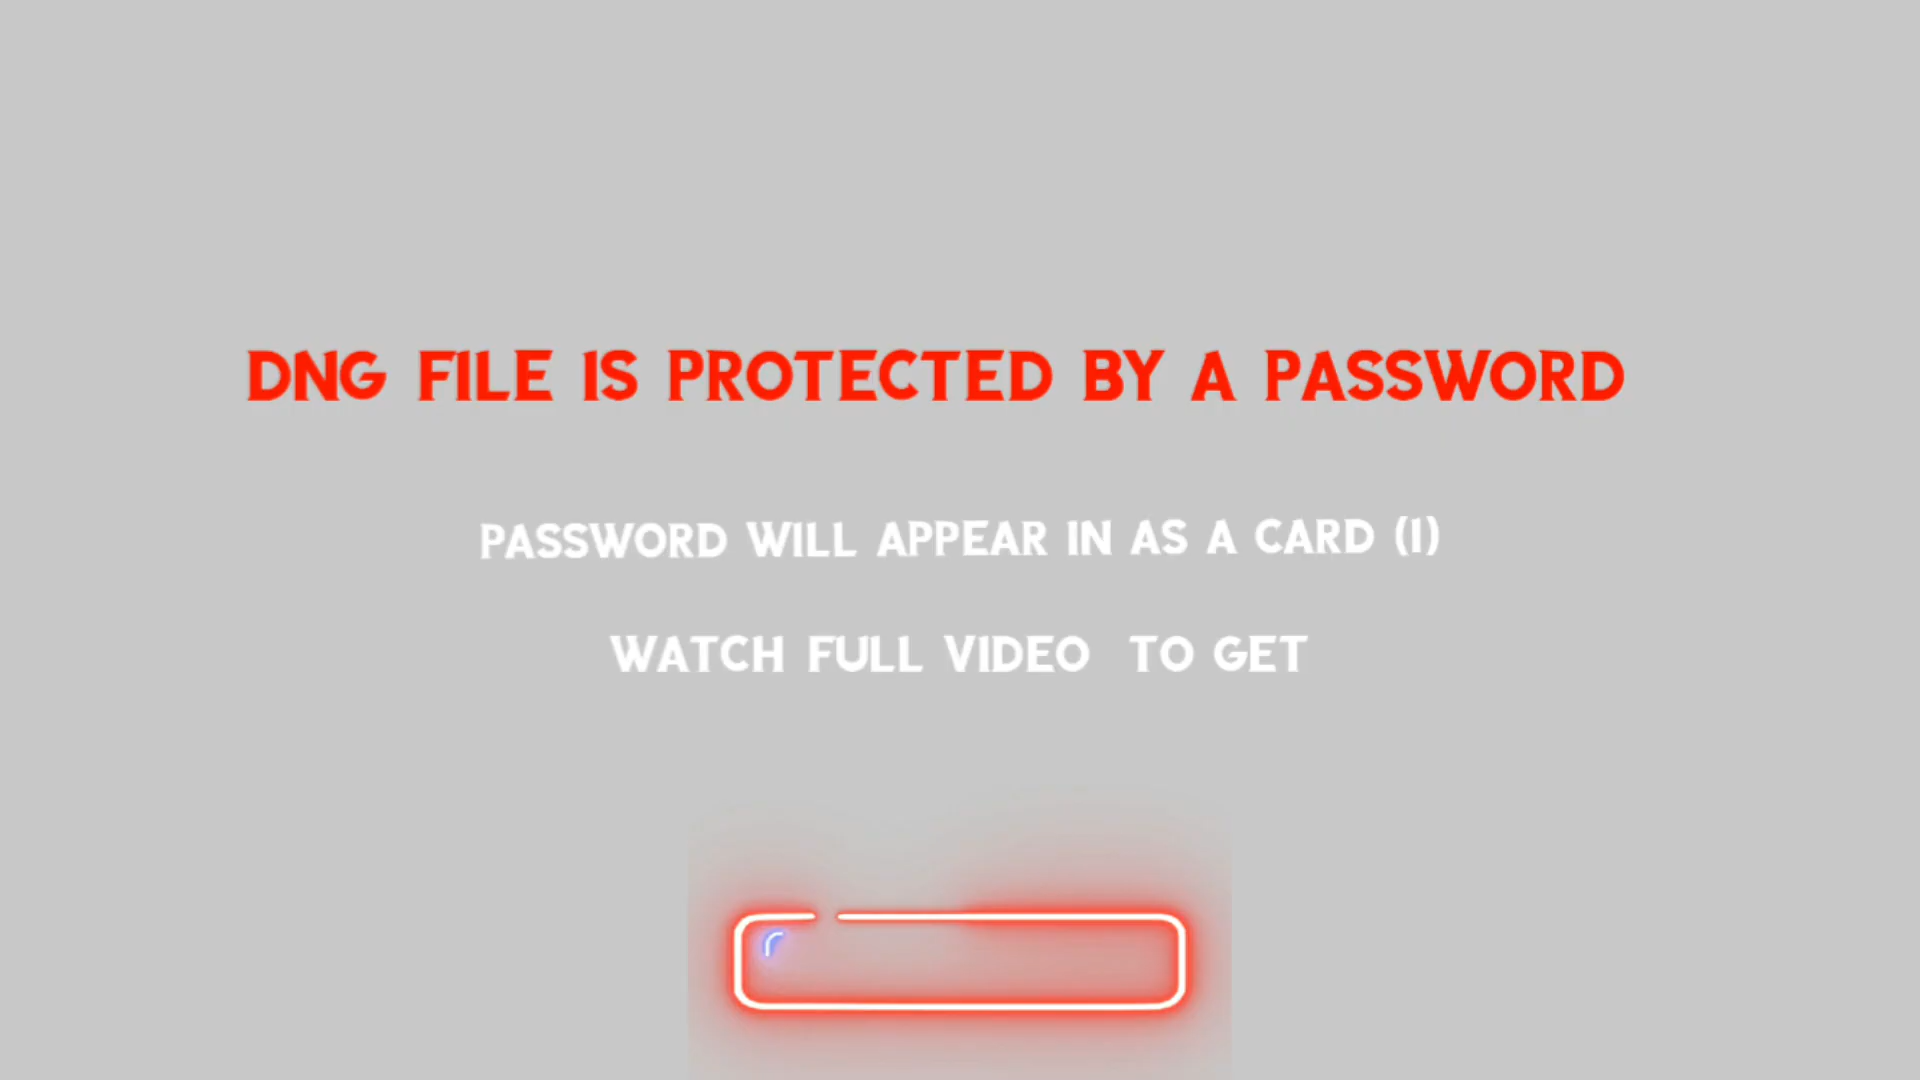 DNG FILE IS PROTECTED BY A PASSWORD
PASSWORD WILL APPEAR IN AS A CARD (I)
WATCH FULL VIDEO TO GET